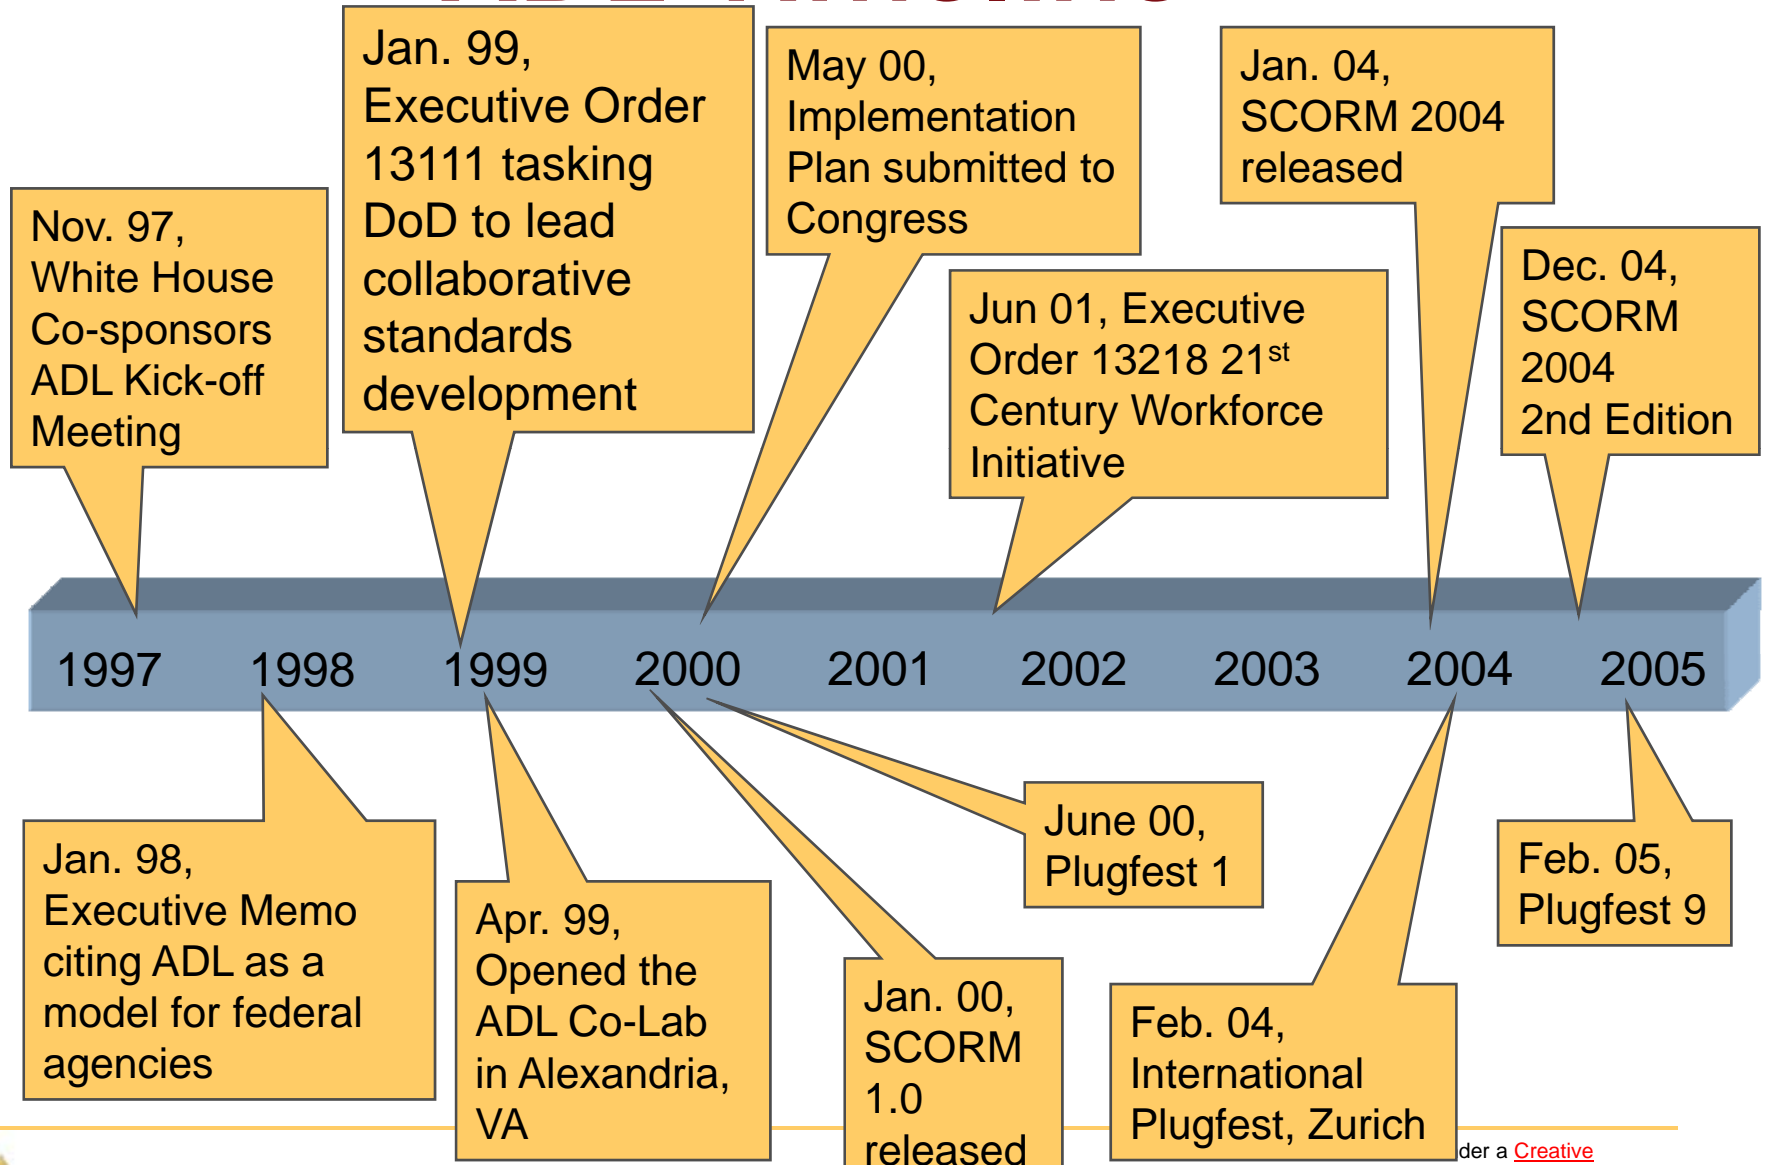 Jan. 99,
Executive Order
13111 tasking
DoD to lead
collaborative
standards
development
May 00,
Implementation
Plan submitted to
Congress
Jan. 04,
SCORM 2004
released
Nov. 97,
White House
Co-sponsors
ADL Kick-off
Meeting
Jun 01, Executive
Order 13218 21st
Century Workforce
Initiative
Dec. 04,
SCORM
2004
2nd Edition
1997 1998 1999 2000 2001 2002 2003 2004 2005
Jan. 98,
Executive Memo
citing ADL as a
model for federal
agencies
Apr. 99,
Opened the
ADL Co-Lab
in Alexandria,
VA
Jan. 00,
SCORM
1.0
released
June 00,
Plugfest 1
Feb. 04,
International
Plugfest, Zurich
Feb. 05,
Plugfest 9
der a Creative